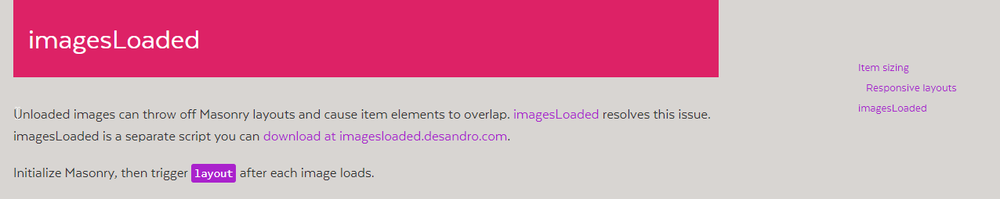 imagesLoaded
Unloaded images can throw off Masonry layouts and cause item elements to overlap. imagesLoaded resolves this issue.
imagesLoaded is a separate script you can download at imagesloaded.desandro.com.
Initialize Masonry, then trigger layout after each image loads.
Item sizing
Responsive layouts
imagesLoaded